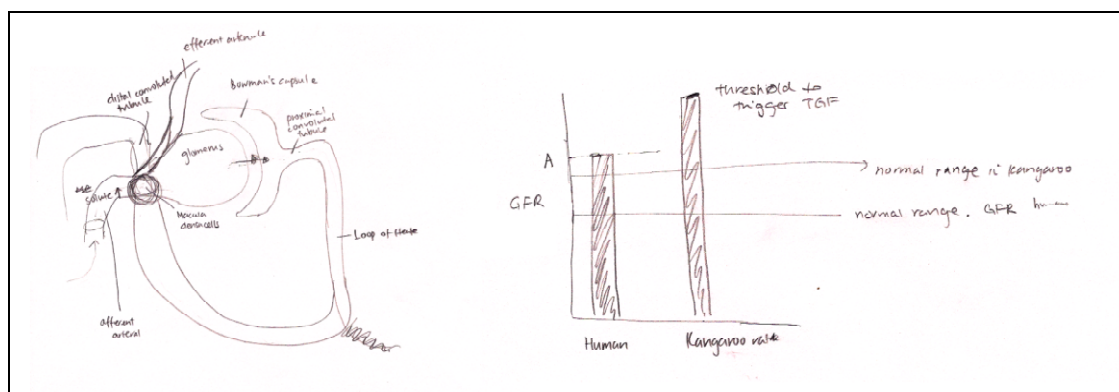 efferent arteriole
distal convoluted
tubule
Bowman's capsule
proximal
convoluted
tubule
glomerus
solute ↑
Macula
densa cells
Loop of Henle
afferent
arteral
threshold to
trigger TGF
A
normal range in kangaroo
GFR
normal range. GFR
Human
Kangaroo rat